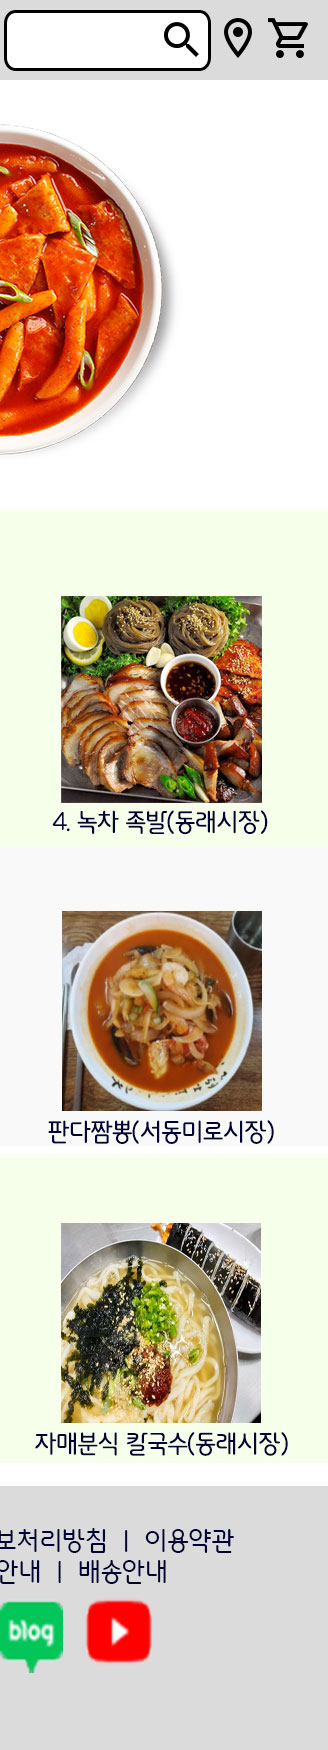 4. 녹차 족발(동래시장)
판다짬뽕(서동미로시장)
자매분식 칼국수(동래시장)
보처리방침 | 이용약관
안내 | 배송안내
blog